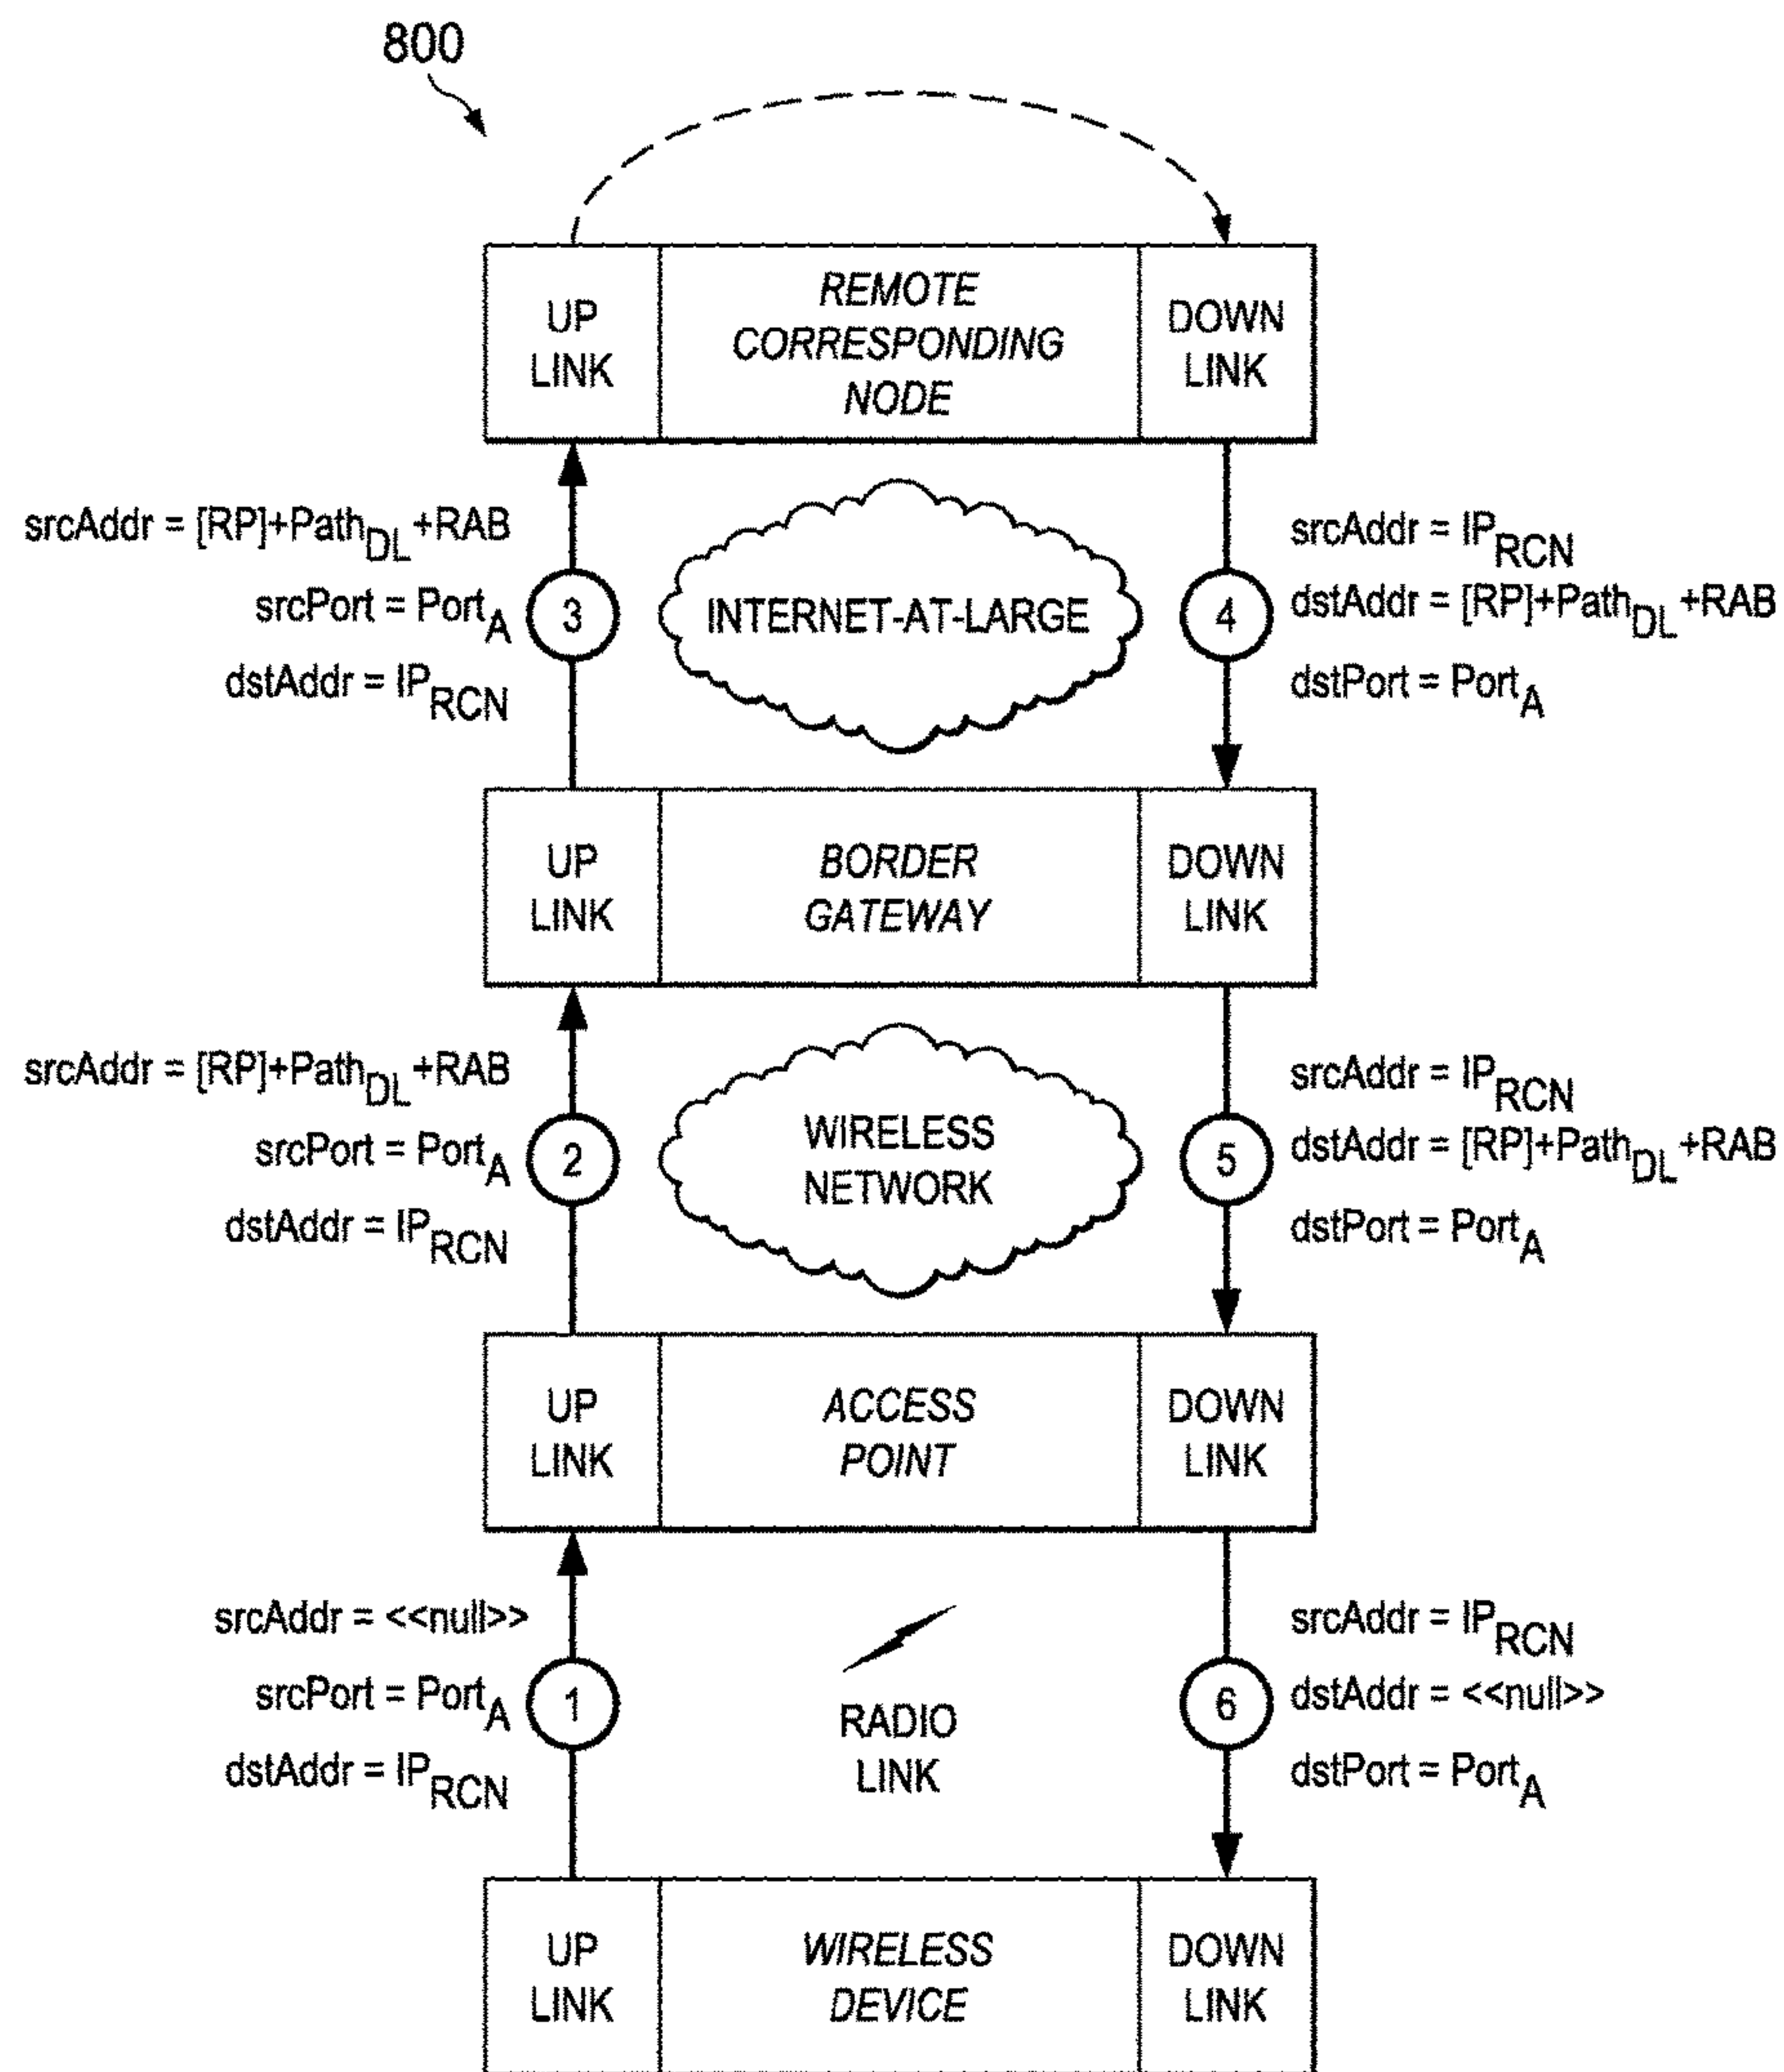 800
UP
LINK
REMOTE
CORRESPONDING
NODE
DOWN
LINK
srcAddr = [RP]+PathDL+RAB
srcPort = PortA
dstAddr = IPRCN
3
INTERNET-AT-LARGE
4
srcAddr = IPRCN
dstAddr = [RP]+PathDL+RAB
dstPort = PortA
UP
LINK
BORDER
GATEWAY
DOWN
LINK
srcAddr = [RP]+PathDL+RAB
srcPort = PortA
dstAddr = IPRCN
2
WIRELESS
NETWORK
5
srcAddr = IPRCN
dstAddr = [RP]+PathDL+RAB
dstPort = PortA
UP
LINK
ACCESS
POINT
DOWN
LINK
srcAddr = <<null>>
srcPort = PortA
dstAddr = IPRCN
1
RADIO
LINK
6
srcAddr = IPRCN
dstAddr = <<null>>
dstPort = PortA
UP
LINK
WIRELESS
DEVICE
DOWN
LINK